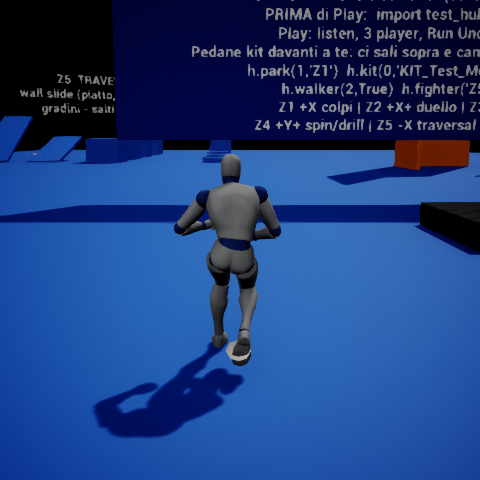 PRIMA di Play: import test_hu
Play: listen, 3 player, Run Und
Pedane kit davanti a te: ci sali sopra e cam
h.park(1,'Z1') h.kit(0,'KIT_Test_M
h.walker(2,True) h.fighter('Z5
Z1 +X colpi | Z2 +X+ duello | Z3
Z4 +Y+ spin/drill | Z5 -X traversal
Z5 TRAVE
wall slide (piatto,
gradini - salti